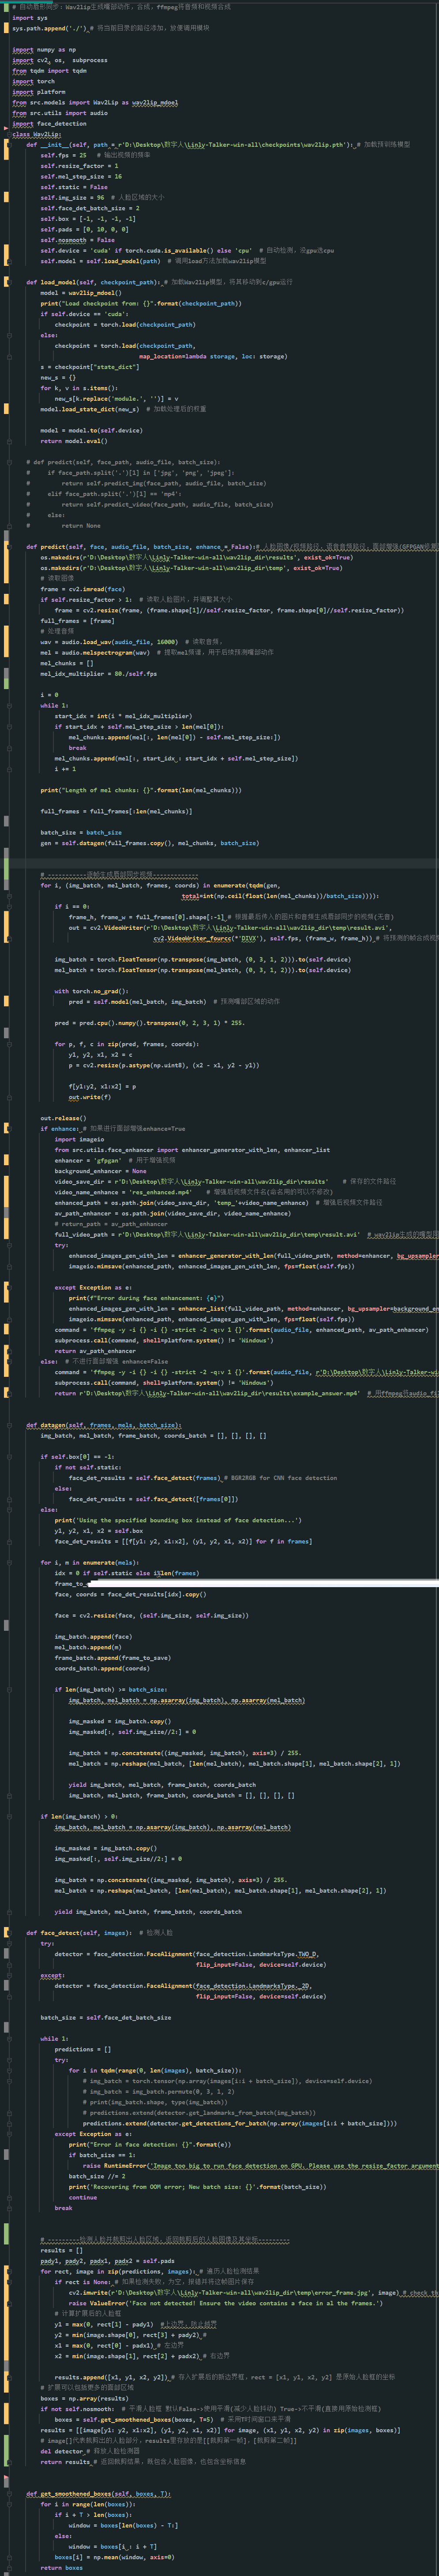 # 自动唇形同步：Wav2lip生成嘴部动作，合成，ffmpeg将音频和视频合成
import sys
sys.path.append('./') # 将当前目录的路径添加，放便调用模块

import numpy as np
import cv2, os,  subprocess
from tqdm import tqdm
import torch
import platform
from src.models import Wav2Lip as wav2lip_mdoel
from src.utils import audio
import face_detection
class Wav2Lip:
    def __init__(self, path = r'D:\Desktop\数字人\Linly-Talker-win-all\checkpoints\wav2lip.pth'): # 加载预训练模型
        self.fps = 25   # 输出视频的频率
        self.resize_factor = 1
        self.mel_step_size = 16
        self.static = False
        self.img_size = 96  # 人脸区域的大小
        self.face_det_batch_size = 2
        self.box = [-1, -1, -1, -1]
        self.pads = [0, 10, 0, 0]
        self.nosmooth = False
        self.device = 'cuda' if torch.cuda.is_available() else 'cpu'  # 自动检测，设gpu选cpu
        self.model = self.load_model(path)  # 调用load方法加载wav2lip模型

    def load_model(self, checkpoint_path): # 加载Wav2lip模型，将其移动到c/gpu运行
        model = wav2lip_mdoel()
        print("Load checkpoint from: {}".format(checkpoint_path))
        if self.device == 'cuda':
            checkpoint = torch.load(checkpoint_path)
        else:
            checkpoint = torch.load(checkpoint_path,
                                    map_location=lambda storage, loc: storage)
        s = checkpoint["state_dict"]
        new_s = {}
        for k, v in s.items():
            new_s[k.replace('module.', '')] = v
        model.load_state_dict(new_s)  # 加载处理后的权重

        model = model.to(self.device)
        return model.eval()

    # def predict(self, face_path, audio_file, batch_size):
    #     if face_path.split('.')[1] in ['jpg', 'png', 'jpeg']:
    #         return self.predict_img(face_path, audio_file, batch_size)
    #     elif face_path.split('.')[1] == 'mp4':
    #         return self.predict_video(face_path, audio_file, batch_size)
    #     else:
    #         return None

    def predict(self, face, audio_file, batch_size, enhance = False):# 人脸图像/视频路径，语音音频路径，面部增强(GFPGAN
        os.makedirs(r'D:\Desktop\数字人\Linly-Talker-win-all\wav2lip_dir\results', exist_ok=True)
        os.makedirs(r'D:\Desktop\数字人\Linly-Talker-win-all\wav2lip_dir\temp', exist_ok=True)
        # 读取图像
        frame = cv2.imread(face)
        if self.resize_factor > 1:  # 读取人脸图片，并调整其大小
            frame = cv2.resize(frame, (frame.shape[1]//self.resize_factor, frame.shape[0]//self.resize_factor))
        full_frames = [frame]
        # 处理音频
        wav = audio.load_wav(audio_file, 16000)  # 读取音频，
        mel = audio.melspectrogram(wav)  # 提取mel频谱，用于后续预测嘴部动作
        mel_chunks = []
        mel_idx_multiplier = 80./self.fps

        i = 0
        while 1:
            start_idx = int(i * mel_idx_multiplier)
            if start_idx + self.mel_step_size > len(mel[0]):
                mel_chunks.append(mel[:, len(mel[0]) - self.mel_step_size:])
                break
            mel_chunks.append(mel[:, start_idx : start_idx + self.mel_step_size])
            i += 1

        print("Length of mel chunks: {}".format(len(mel_chunks)))

        full_frames = full_frames[:len(mel_chunks)]

        batch_size = batch_size
        gen = self.datagen(full_frames.copy(), mel_chunks, batch_size)


        # ----------逐帧生成唇部同步视频------------
        for i, (img_batch, mel_batch, frames, coords) in enumerate(tqdm(gen,
                                                total=int(np.ceil(float(len(mel_chunks))/batch_size)))):
            if i == 0:
                frame_h, frame_w = full_frames[0].shape[:-1] # 根据最后传入的图片和音频生成唇部同步的视频(无音)
                out = cv2.VideoWriter(r'D:\Desktop\数字人\Linly-Talker-win-all\wav2lip_dir\temp\result.avi',
                                        cv2.VideoWriter_fourcc(*'DIVX'), self.fps, (frame_w, frame_h)) # 将预测的帧合成视频

            img_batch = torch.FloatTensor(np.transpose(img_batch, (0, 3, 1, 2))).to(self.device)
            mel_batch = torch.FloatTensor(np.transpose(mel_batch, (0, 3, 1, 2))).to(self.device)

            with torch.no_grad():
                pred = self.model(mel_batch, img_batch)  # 预测嘴部区域的动作

            pred = pred.cpu().numpy().transpose(0, 2, 3, 1) * 255.

            for p, f, c in zip(pred, frames, coords):
                y1, y2, x1, x2 = c
                p = cv2.resize(p.astype(np.uint8), (x2 - x1, y2 - y1))

                f[y1:y2, x1:x2] = p
                out.write(f)

        out.release()
        if enhance: # 如果进行面部增强enhance=True
            import imageio
            from src.utils.face_enhancer import enhancer_generator_with_len, enhancer_list
            enhancer = 'gfpgan'  # 用于增强视频
            background_enhancer = None
            video_save_dir = r'D:\Desktop\数字人\Linly-Talker-win-all\wav2lip_dir\results'    # 保存的文件路径
            video_name_enhance = 'res_enhanced.mp4'    # 增强后视频文件名(命名用的可以不修改)
            enhanced_path = os.path.join(video_save_dir, 'temp_'+video_name_enhance)  # 增强后视频文件路径
            av_path_enhancer = os.path.join(video_save_dir, video_name_enhance)
            # return_path = av_path_enhancer
            full_video_path = r'D:\Desktop\数字人\Linly-Talker-win-all\wav2lip_dir\temp\result.avi'  # wav2lip生成的嘴型同
            try:
                enhanced_images_gen_with_len = enhancer_generator_with_len(full_video_path, method=enhancer, bg_upsampler
                imageio.mimsave(enhanced_path, enhanced_images_gen_with_len, fps=float(self.fps))

            except Exception as e:
                print(f"Error during face enhancement: {e}")
                enhanced_images_gen_with_len = enhancer_list(full_video_path, method=enhancer, bg_upsampler=background_en
                imageio.mimsave(enhanced_path, enhanced_images_gen_with_len, fps=float(self.fps))
            command = 'ffmpeg -y -i {} -i {} -strict -2 -q:v 1 {}'.format(audio_file, enhanced_path, av_path_enhancer)
            subprocess.call(command, shell=platform.system() != 'Windows')
            return av_path_enhancer
        else:  # 不进行面部增强 enhance=False
            command = 'ffmpeg -y -i {} -i {} -strict -2 -q:v 1 {}'.format(audio_file, r'D:\Desktop\数字人\Linly-Talker-wi
            subprocess.call(command, shell=platform.system() != 'Windows')
            return r'D:\Desktop\数字人\Linly-Talker-win-all\wav2lip_dir\results\example_answer.mp4'  # 用ffmpeg将audio_fi


    def datagen(self, frames, mels, batch_size):
        img_batch, mel_batch, frame_batch, coords_batch = [], [], [], []

        if self.box[0] == -1:
            if not self.static:
                face_det_results = self.face_detect(frames) # BGR2RGB for CNN face detection
            else:
                face_det_results = self.face_detect([frames[0]])
        else:
            print('Using the specified bounding box instead of face detection...')
            y1, y2, x1, x2 = self.box
            face_det_results = [[f[y1: y2, x1:x2], (y1, y2, x1, x2)] for f in frames]

        for i, m in enumerate(mels):
            idx = 0 if self.static else i%len(frames)
            frame_to_
            face, coords = face_det_results[idx].copy()

            face = cv2.resize(face, (self.img_size, self.img_size))

            img_batch.append(face)
            mel_batch.append(m)
            frame_batch.append(frame_to_save)
            coords_batch.append(coords)

            if len(img_batch) >= batch_size:
                img_batch, mel_batch = np.asarray(img_batch), np.asarray(mel_batch)

                img_masked = img_batch.copy()
                img_masked[:, self.img_size//2:] = 0

                img_batch = np.concatenate((img_masked, img_batch), axis=3) / 255.
                mel_batch = np.reshape(mel_batch, [len(mel_batch), mel_batch.shape[1], mel_batch.shape[2], 1])

                yield img_batch, mel_batch, frame_batch, coords_batch
                img_batch, mel_batch, frame_batch, coords_batch = [], [], [], []

        if len(img_batch) > 0:
            img_batch, mel_batch = np.asarray(img_batch), np.asarray(mel_batch)

            img_masked = img_batch.copy()
            img_masked[:, self.img_size//2:] = 0

            img_batch = np.concatenate((img_masked, img_batch), axis=3) / 255.
            mel_batch = np.reshape(mel_batch, [len(mel_batch), mel_batch.shape[1], mel_batch.shape[2], 1])

            yield img_batch, mel_batch, frame_batch, coords_batch

    def face_detect(self, images):  # 检测人脸
        try:
            detector = face_detection.FaceAlignment(face_detection.LandmarksType.TWO_D,
                                                    flip_input=False, device=self.device)
        except:
            detector = face_detection.FaceAlignment(face_detection.LandmarksType._2D,
                                                    flip_input=False, device=self.device)

        batch_size = self.face_det_batch_size

        while 1:
            predictions = []
            try:
                for i in tqdm(range(0, len(images), batch_size)):
                    # img_batch = torch.tensor(np.array(images[i:i + batch_size]), device=self.device)
                    # img_batch = img_batch.permute(0, 3, 1, 2)
                    # print(img_batch.shape, type(img_batch))
                    # predictions.extend(detector.get_landmarks_from_batch(img_batch))
                    predictions.extend(detector.get_detections_for_batch(np.array(images[i:i + batch_size])))
            except Exception as e:
                print("Error in face detection: {}".format(e))
                if batch_size == 1:
                    raise RuntimeError('Image too big to run face detection on GPU. Please use the resize_factor argument
                batch_size //= 2
                print('Recovering from OOM error; New batch size: {}'.format(batch_size))
                continue
            break


        # ---------检测人脸并裁剪出人脸区域，返回裁剪后的人脸图像及其坐标---------
        results = []
        pady1, pady2, padx1, padx2 = self.pads
        for rect, image in zip(predictions, images): # 遍历人脸检测结果
            if rect is None: # 如果检测失败，为空，报错并将这帧图片保存
                cv2.imwrite(r'D:\Desktop\数字人\Linly-Talker-win-all\wav2lip_dir\temp\error_frame.jpg', image) # check th
                raise ValueError('Face not detected! Ensure the video contains a face in al the frames.')
            # 计算扩展后的人脸框
            y1 = max(0, rect[1] - pady1)  #上边界，防止越界
            y2 = min(image.shape[0], rect[3] + pady2) #
            x1 = max(0, rect[0] - padx1) # 左边界
            x2 = min(image.shape[1], rect[2] + padx2) # 右边界

            results.append([x1, y1, x2, y2]) # 存入扩展后的新边界框，rect = [x1, y1, x2, y2] 是原始人脸框的坐标
        # 扩展可以包括更多的面部区域
        boxes = np.array(results)
        if not self.nosmooth:  # 平滑人脸框 默认False->使用平滑(减少人脸抖动) True->不平滑(直接用原始检测框)
            boxes = self.get_smoothened_boxes(boxes, T=5)  # 采用T时间窗口来平滑
        results = [[image[y1: y2, x1:x2], (y1, y2, x1, x2)] for image, (x1, y1, x2, y2) in zip(images, boxes)]
        # image[]代表裁剪出的人脸部分，results里存放的是[[裁剪第一帧]，[裁剪第二帧]]
        del detector # 释放人脸检测器
        return results # 返回裁剪结果，既包含人脸图像，也包含坐标信息


    def get_smoothened_boxes(self, boxes, T):
        for i in range(len(boxes)):
            if i + T > len(boxes):
                window = boxes[len(boxes) - T:]
            else:
                window = boxes[i : i + T]
            boxes[i] = np.mean(window, axis=0)
        return boxes